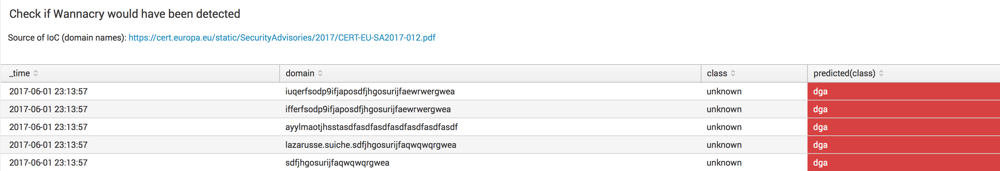 Check if Wannacry would have been detected
Source of IoC (domain names): https://cert.europa.eu/static/SecurityAdvisories/2017/CERT-EU-SA2017-012.pdf
_time domain class predicted(class)
2017-06-01 23:13:57 iuqerfsodp9ifjaposdfjhgosurijfaewrwergwea unknown dga
2017-06-01 23:13:57 ifferfsodp9ifjaposdfjhgosurijfaewrwergwea unknown dga
2017-06-01 23:13:57 ayylmaotjhsstasdfasdfasdfasdfasdfasdfasdf unknown dga
2017-06-01 23:13:57 lazarusse.suiche.sdfjhgosurijfaqwqwqrgwea unknown dga
2017-06-01 23:13:57 sdfjhgosurijfaqwqwqrgwea unknown dga